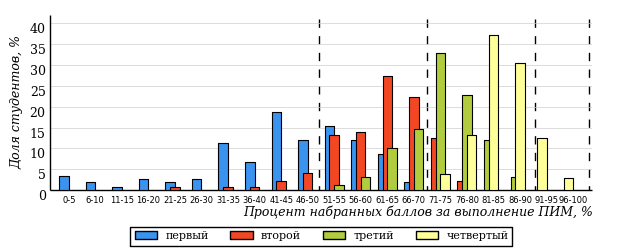 Доля студентов, %
40
35
30
25
20
15
10
5
0
0-5 6-10 11-15 16-20 21-25 26-30 31-35 36-40 41-45 46-50 51-55 56-60 61-65 66-70 71-75 76-80 81-85 86-90 91-95 96-100
Процент набранных баллов за выполнение ПИМ, %
первый второй третий четвертый